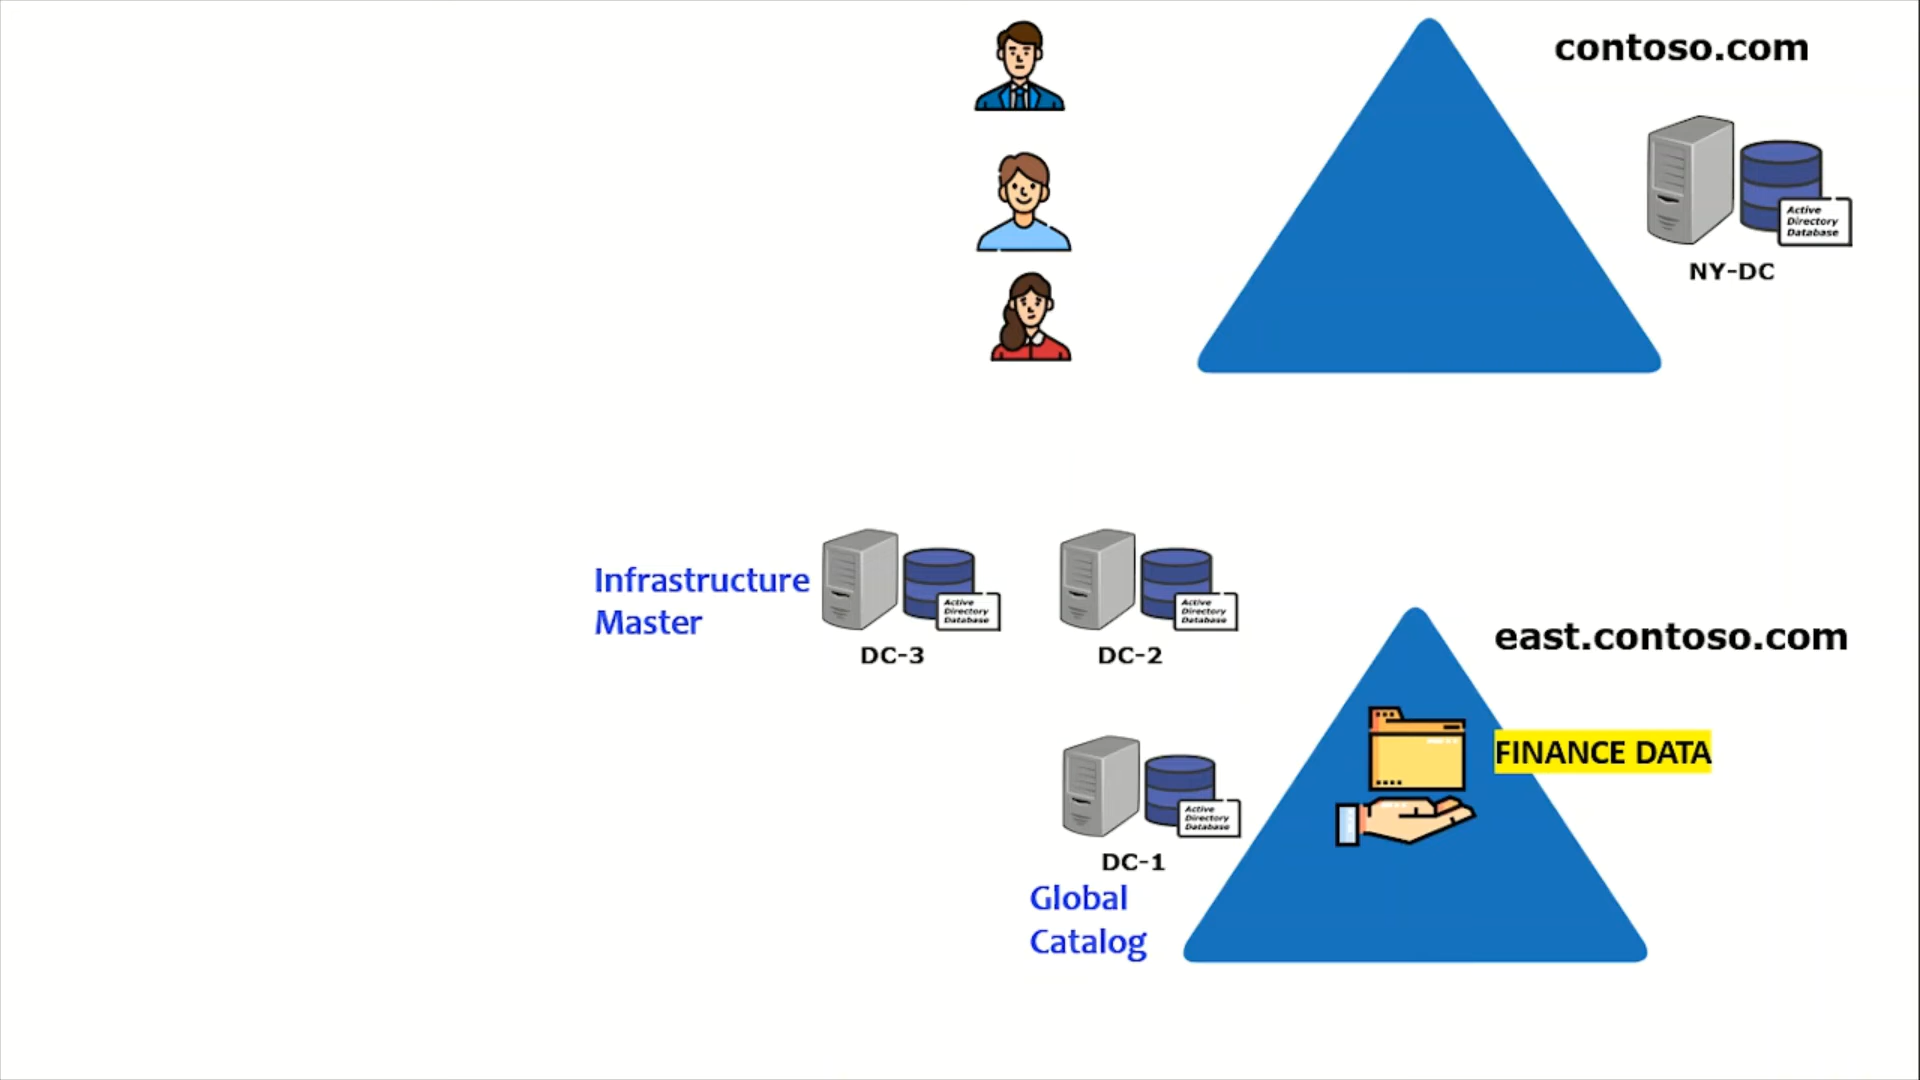 contoso.com
Active
Directory
Database
NY-DC
Infrastructure
Master
Active
Directory
Database
DC-3
Active
Directory
Database
DC-2
east.contoso.com
FINANCE DATA
Active
Directory
Database
DC-1
Global
Catalog